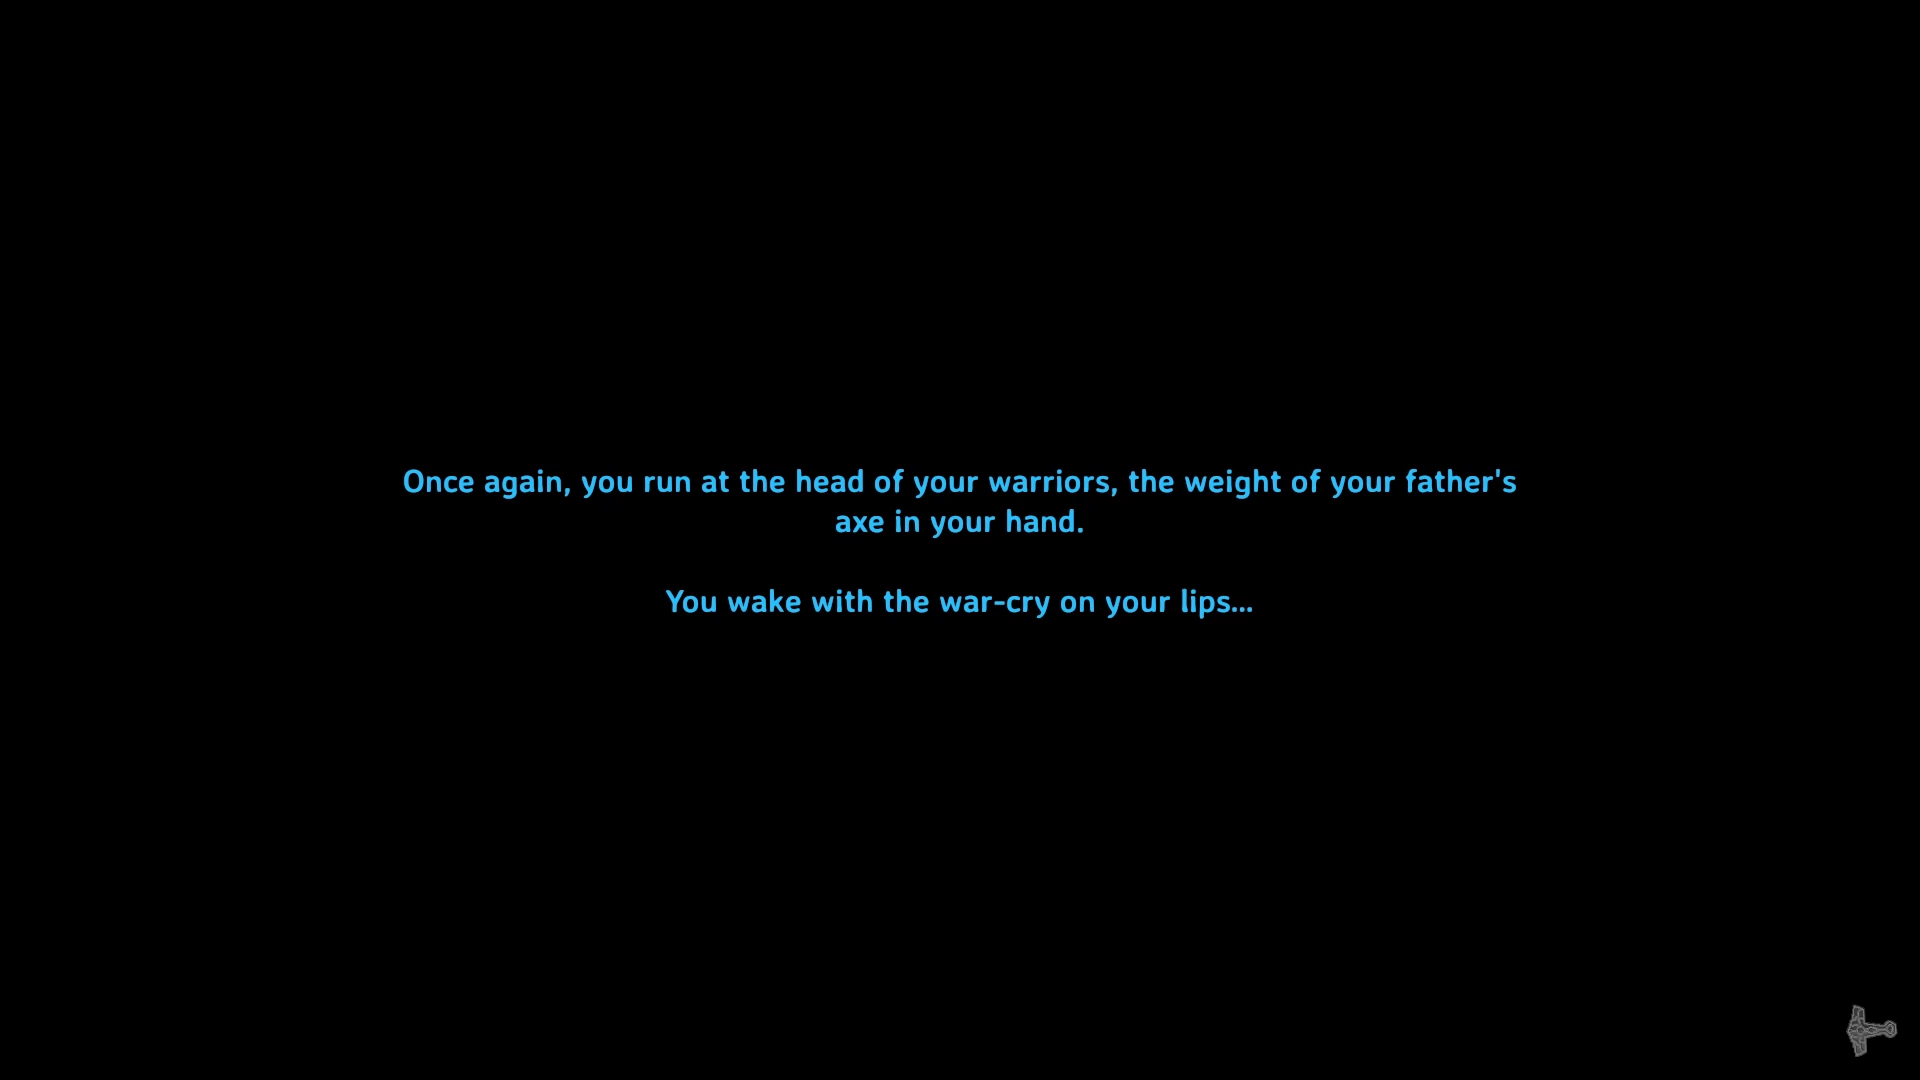 Once again, you run at the head of your warriors, the weight of your father's
axe in your hand.
You wake with the war-cry on your lips...